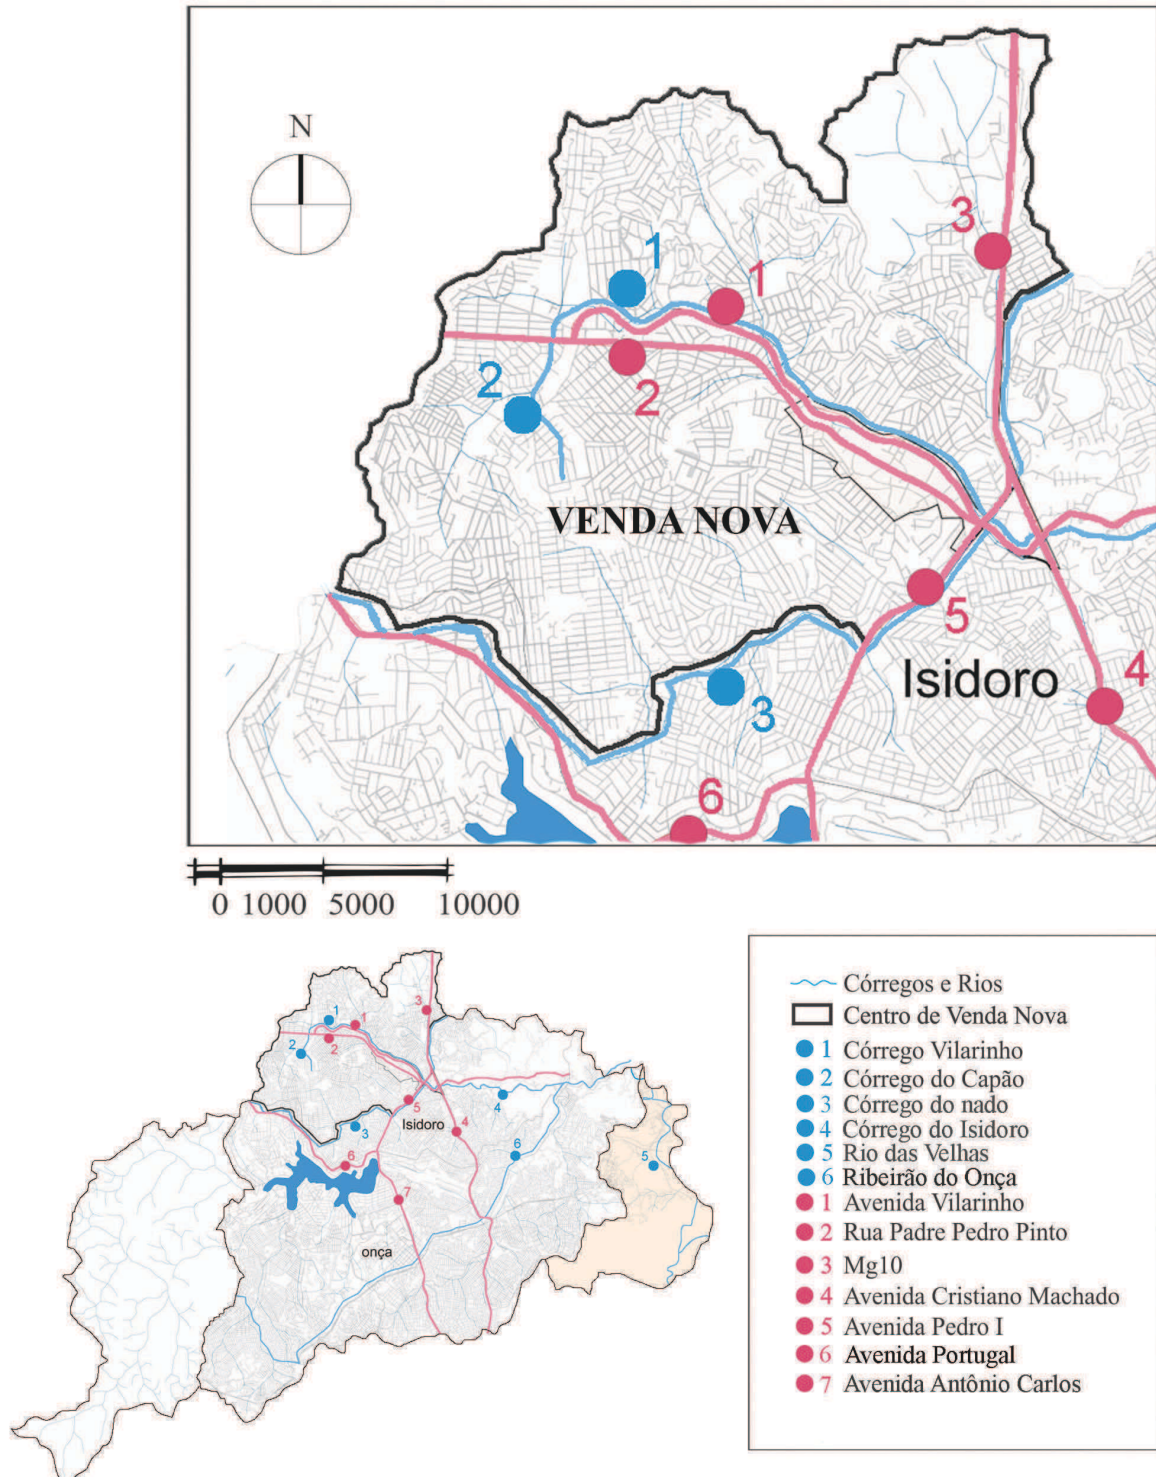 N
3
1
1
2
2
VENDA NOVA
5
Isidoro
4
3
6
0 1000 5000 10000
3
1
1
2
2
5
4
Isidoro
4
3
6
6
5
7
onça
Córregos e Rios
Centro de Venda Nova
1 Córrego Vilarinho
2 Córrego do Capão
3 Córrego do nado
4 Córrego do Isidoro
5 Rio das Velhas
6 Ribeirão do Onça
1 Avenida Vilarinho
2 Rua Padre Pedro Pinto
3 Mg10
4 Avenida Cristiano Machado
5 Avenida Pedro I
6 Avenida Portugal
7 Avenida Antônio Carlos